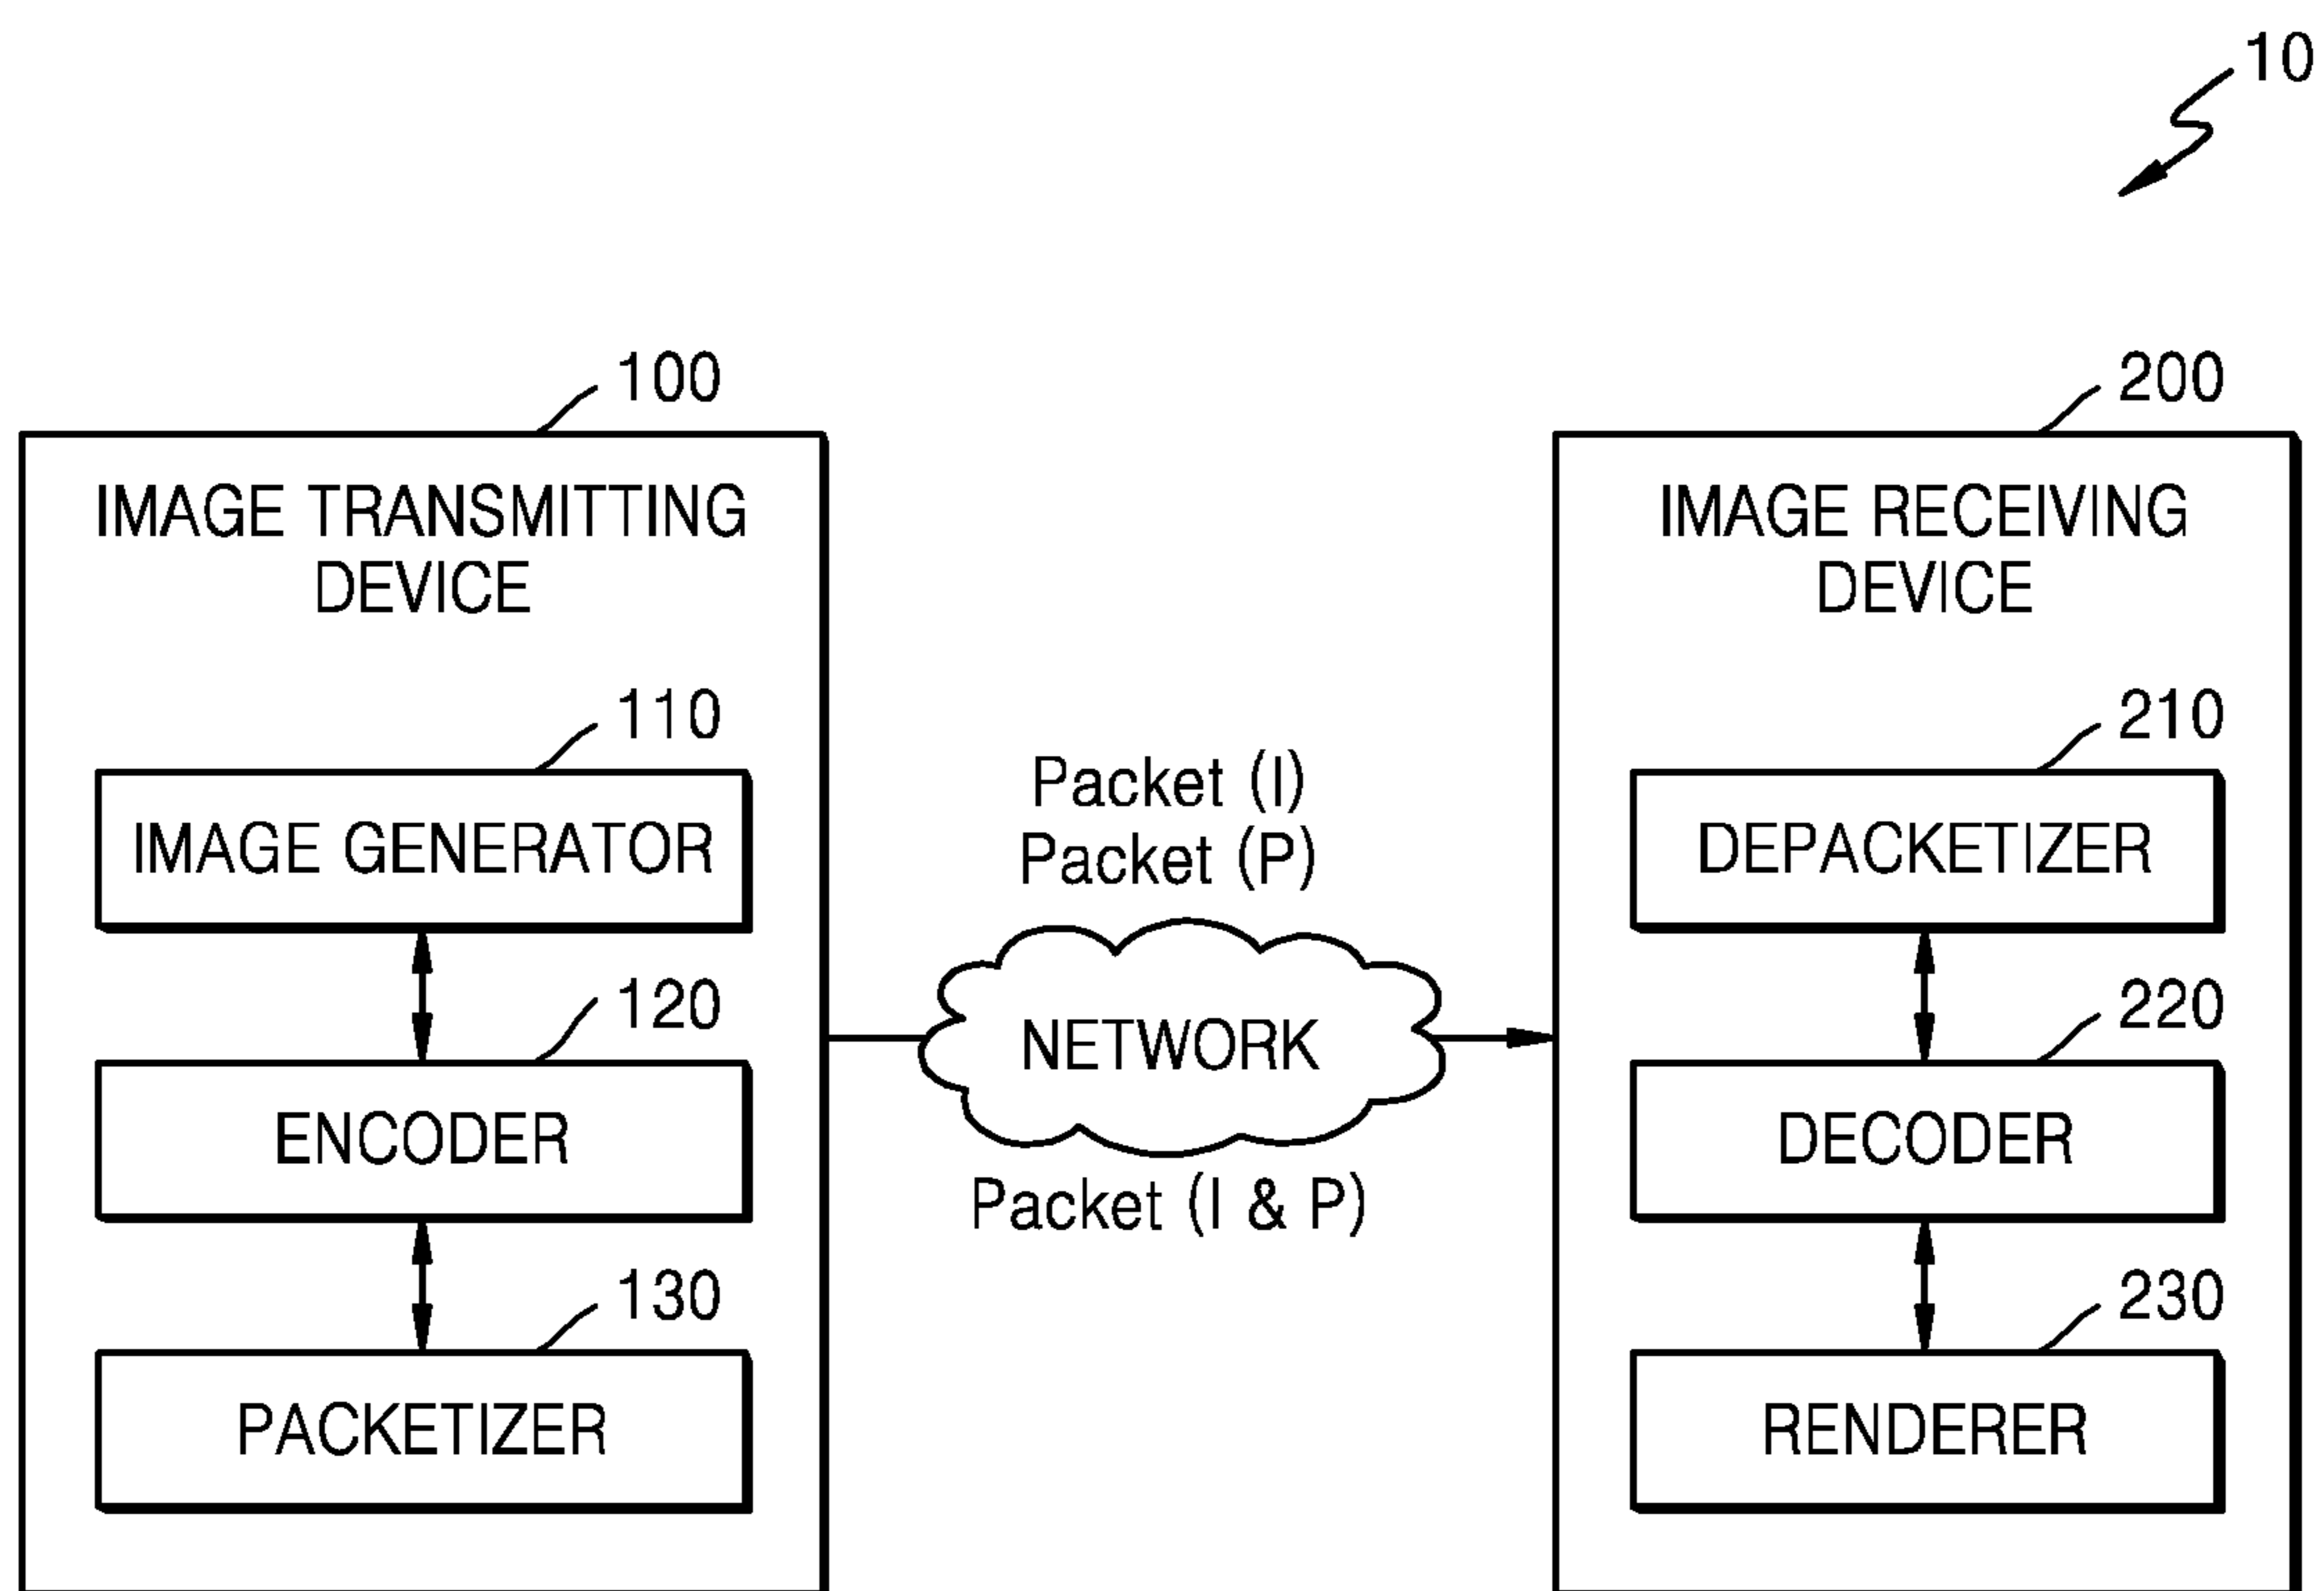 10
100
IMAGE TRANSMITTING
DEVICE
110
IMAGE GENERATOR
120
ENCODER
130
PACKETIZER
Packet (I)
Packet (P)
NETWORK
Packet (I & P)
200
IMAGE RECEIVING
DEVICE
210
DEPACKETIZER
220
DECODER
230
RENDERER